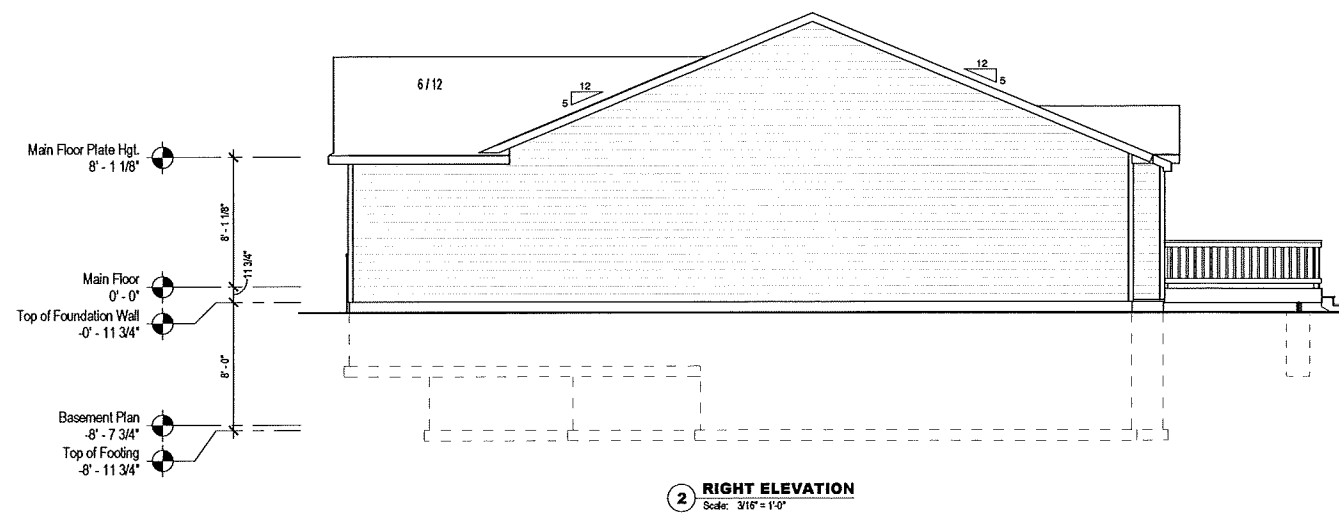 6 / 12
12
5
12
5
Main Floor Plate Hgt.
8' - 1 1/8"
8' - 1 1/8"
11 3/4"
Main Floor
0' - 0"
Top of Foundation Wall
-0' - 11 3/4"
8' - 0"
Basement Plan
-8' - 7 3/4"
Top of Footing
-8' - 11 3/4"
2
RIGHT ELEVATION
Scale: 3/16" = 1'-0"